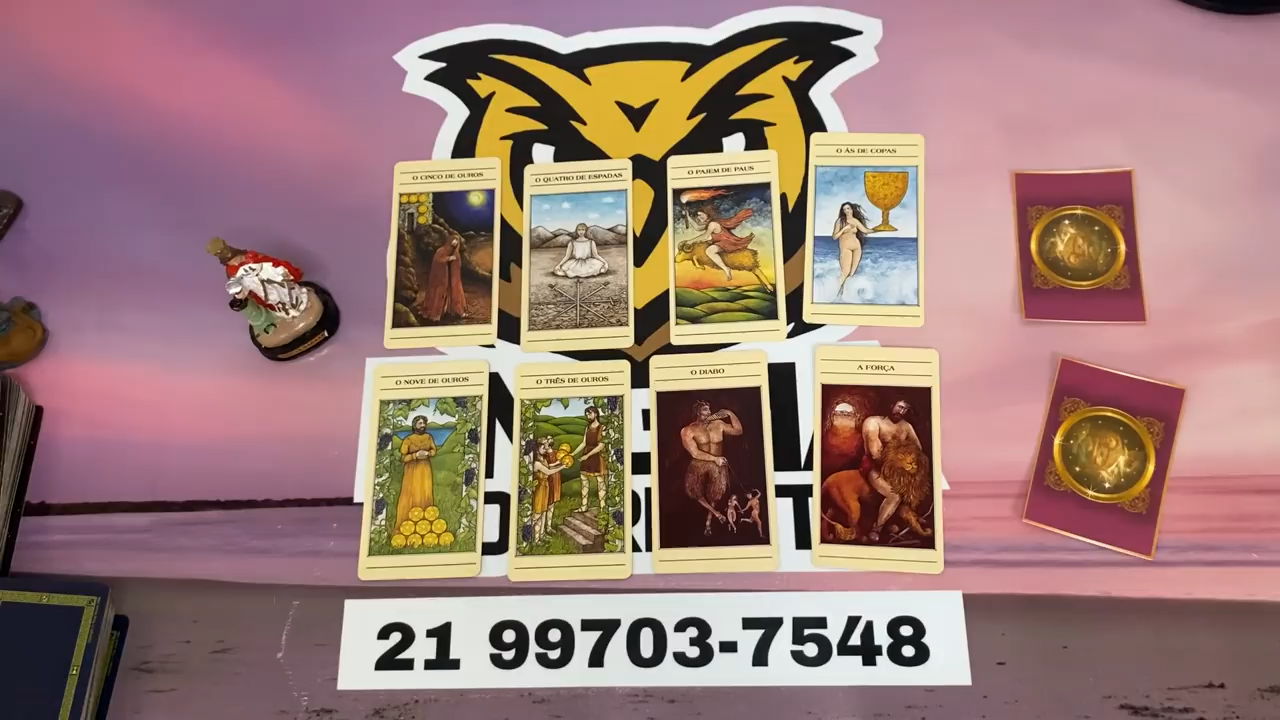 O CINCO DE OUROS
O QUATRO DE ESPADAS
O PAJEM DE PAUS
O ÁS DE COPAS
O NOVE DE OUROS
O TRÊS DE OUROS
O DIABO
A FORÇA
21 99703-7548